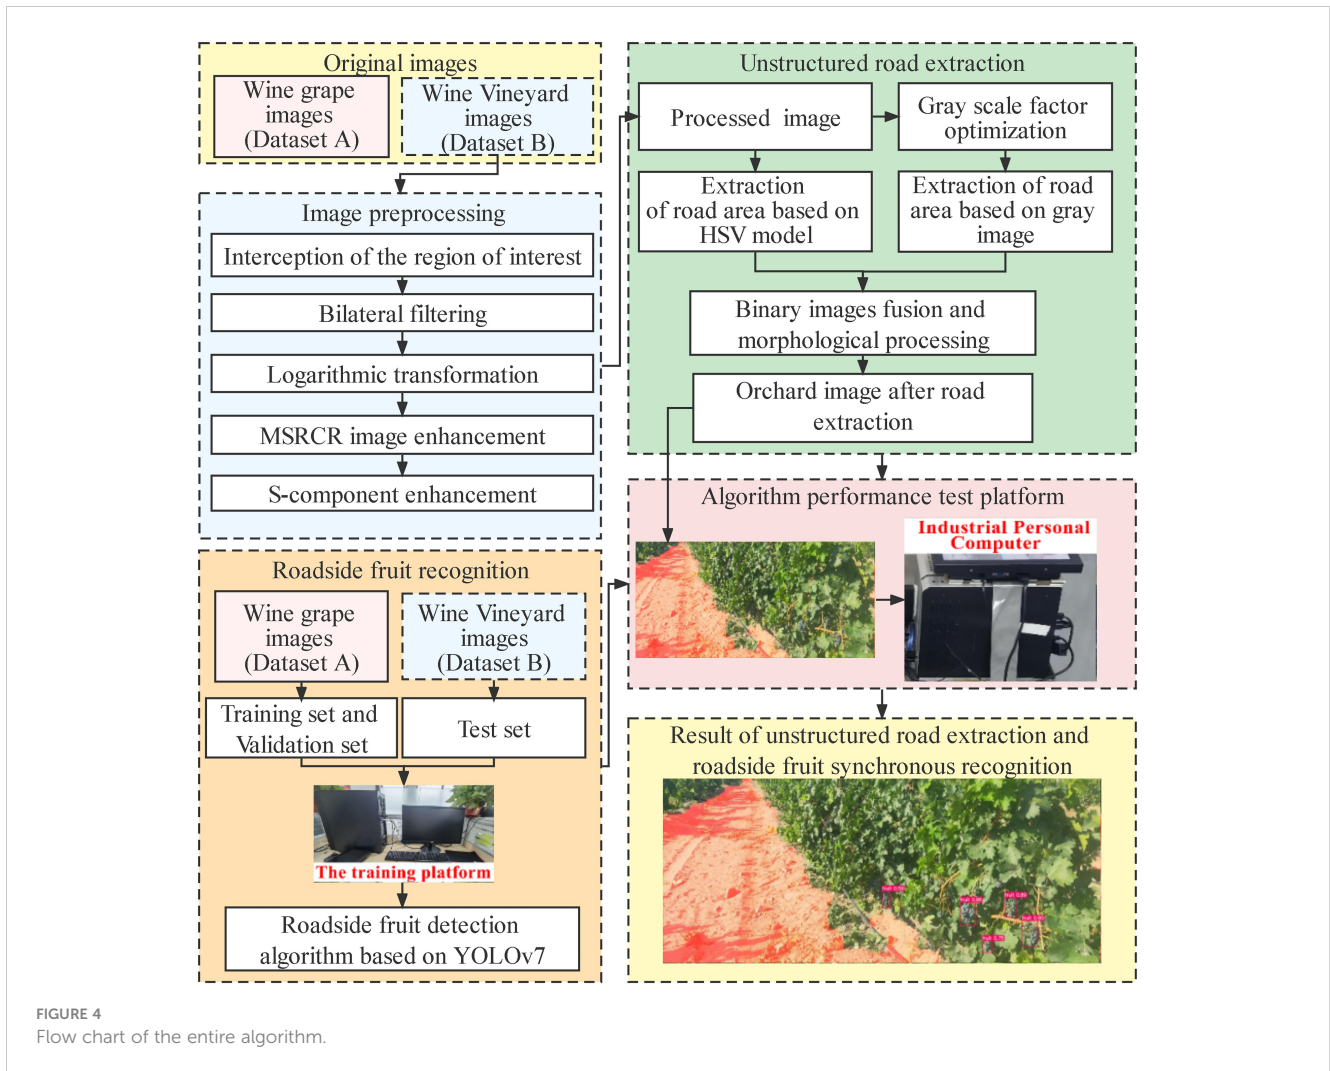 Original images
Wine grape
images
(Dataset A)
Wine Vineyard
images
(Dataset B)
Image preprocessing
Interception of the region of interest
Bilateral filtering
Logarithmic transformation
MSRCR image enhancement
S-component enhancement
Roadside fruit recognition
Wine grape
images
(Dataset A)
Wine Vineyard
images
(Dataset B)
Training set and
Validation set
Test set
The training platform
Roadside fruit detection
algorithm based on YOLOv7
Unstructured road extraction
Processed image
Gray scale factor
optimization
Extraction
of road area based on
HSV model
Extraction of road
area based on gray
image
Binary images fusion and
morphological processing
Orchard image after road
extraction
Algorithm performance test platform
Industrial Personal
Computer
Result of unstructured road extraction and
roadside fruit synchronous recognition
FIGURE 4
Flow chart of the entire algorithm.